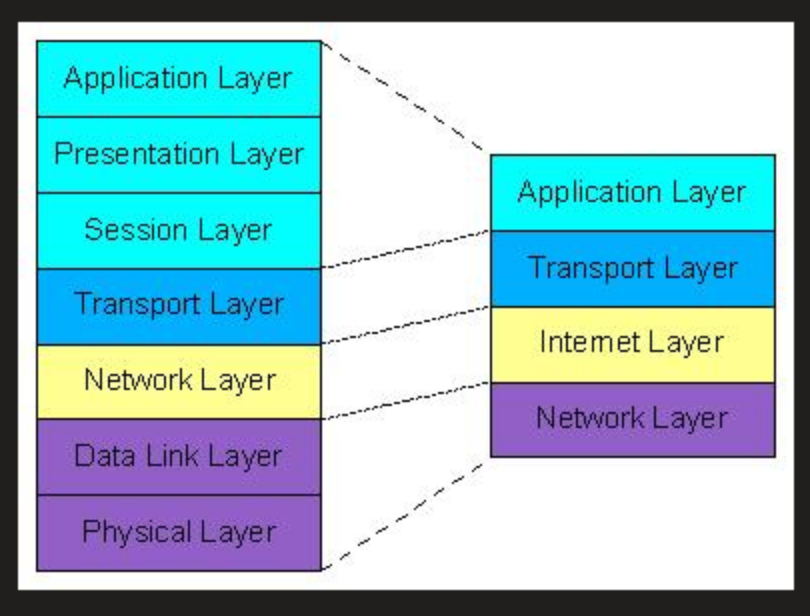 Application Layer
Presentation Layer
Session Layer
Transport Layer
Network Layer
Data Link Layer
Physical Layer
Application Layer
Transport Layer
Internet Layer
Network Layer